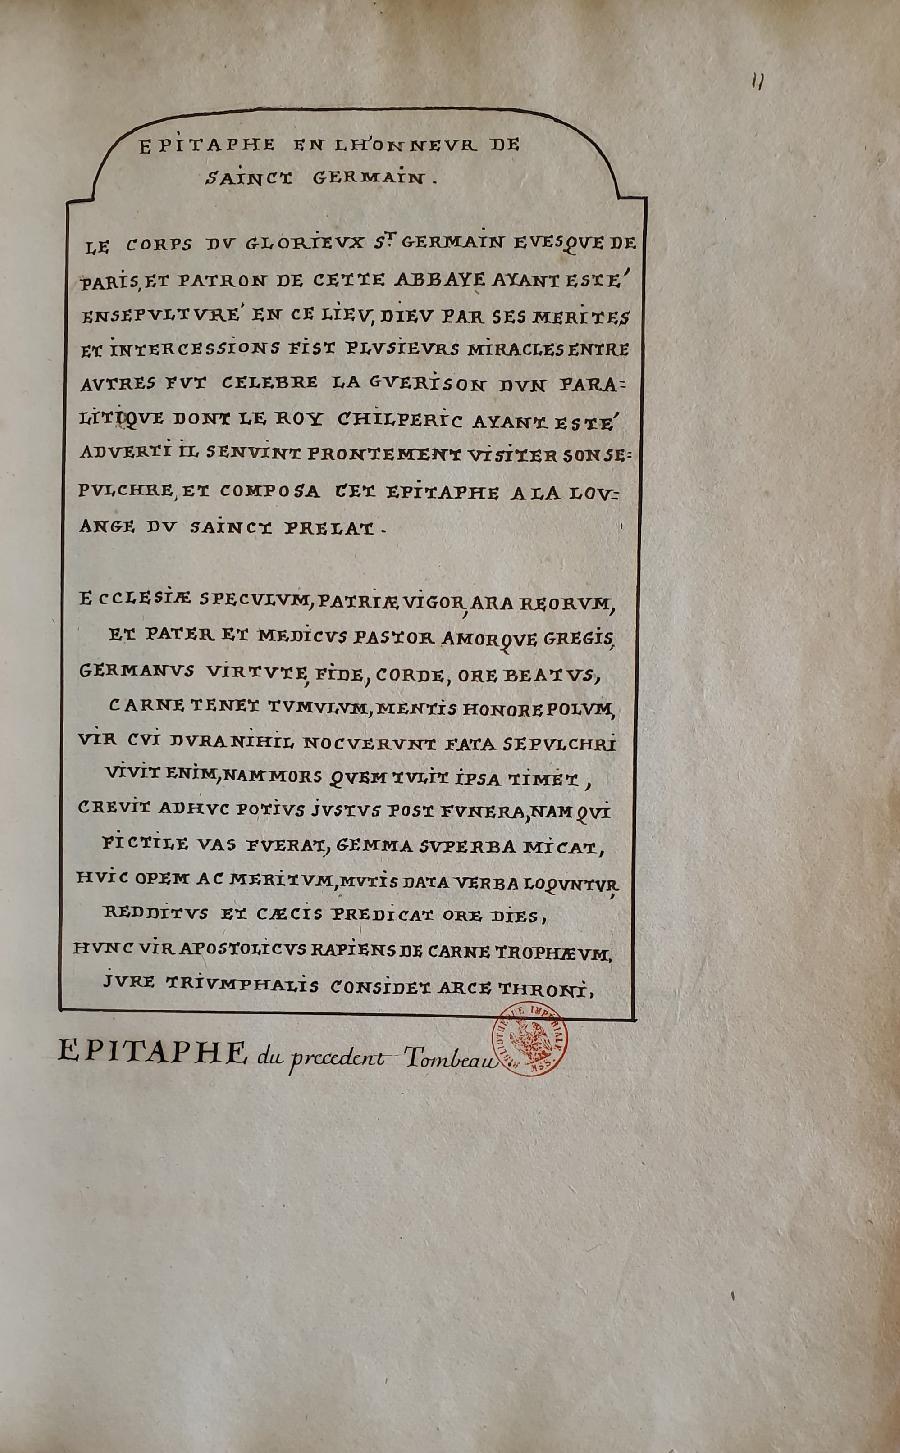 11
EPITAPHE EN LH'ONNEVR DE
SAINCT GERMAIN.
LE CORPS DV GLORIEVX ST GERMAIN EVESQVE DE
PARIS, ET PATRON DE CETTE ABBAYE AYANT ESTE'
ENSEPVLTVRE' EN CE LIEV, DIEV PAR SES MERITES
ET INTERCESSIONS FIST PLVSIEVRS MIRACLES ENTRE
AVTRES FVT CELEBRE LA GVERISON DVN PARA=
LITIQVE DONT LE ROY CHILPERIC AYANT ESTE'
ADVERTI IL SENVINT PRONTEMENT VISITER SON SE=
PVLCHRE, ET COMPOSA CET EPITAPHE A LA LOV=
ANGE DV SAINCT PRELAT.
ECCLESIÆ SPECVLVM, PATRIÆ VIGOR, ARA REORVM,
ET PATER ET MEDICVS PASTOR AMORQVE GREGIS,
GERMANVS VIRTVTE, FIDE, CORDE, ORE BEATVS,
CARNE TENET TVMVLVM, MENTIS HONORE POLVM,
VIR CVI DVRA NIHIL NOCVERVNT FATA SEPVLCHRI
VIVIT ENIM, NAM MORS QVEM TVLIT IPSA TIMET,
CREVIT ADHVC POTIVS JVSTVS POST FVNERA, NAM QVI
FICTILE VAS FVERAT, GEMMA SVPERBA MICAT,
HVIC OPEM AC MERITVM, MVTIS DATA VERBA LOQVNTVR,
REDDITVS ET CÆCIS PREDICAT ORE DIES,
HVNC VIR APOSTOLICVS RAPIENS DE CARNE TROPHÆVM,
JVRE TRIVMPHALIS CONSIDET ARCE THRONI,
EPITAPHE du precedent Tombeau
BIBLIOTHEQUE IMPERIALE
MSS.